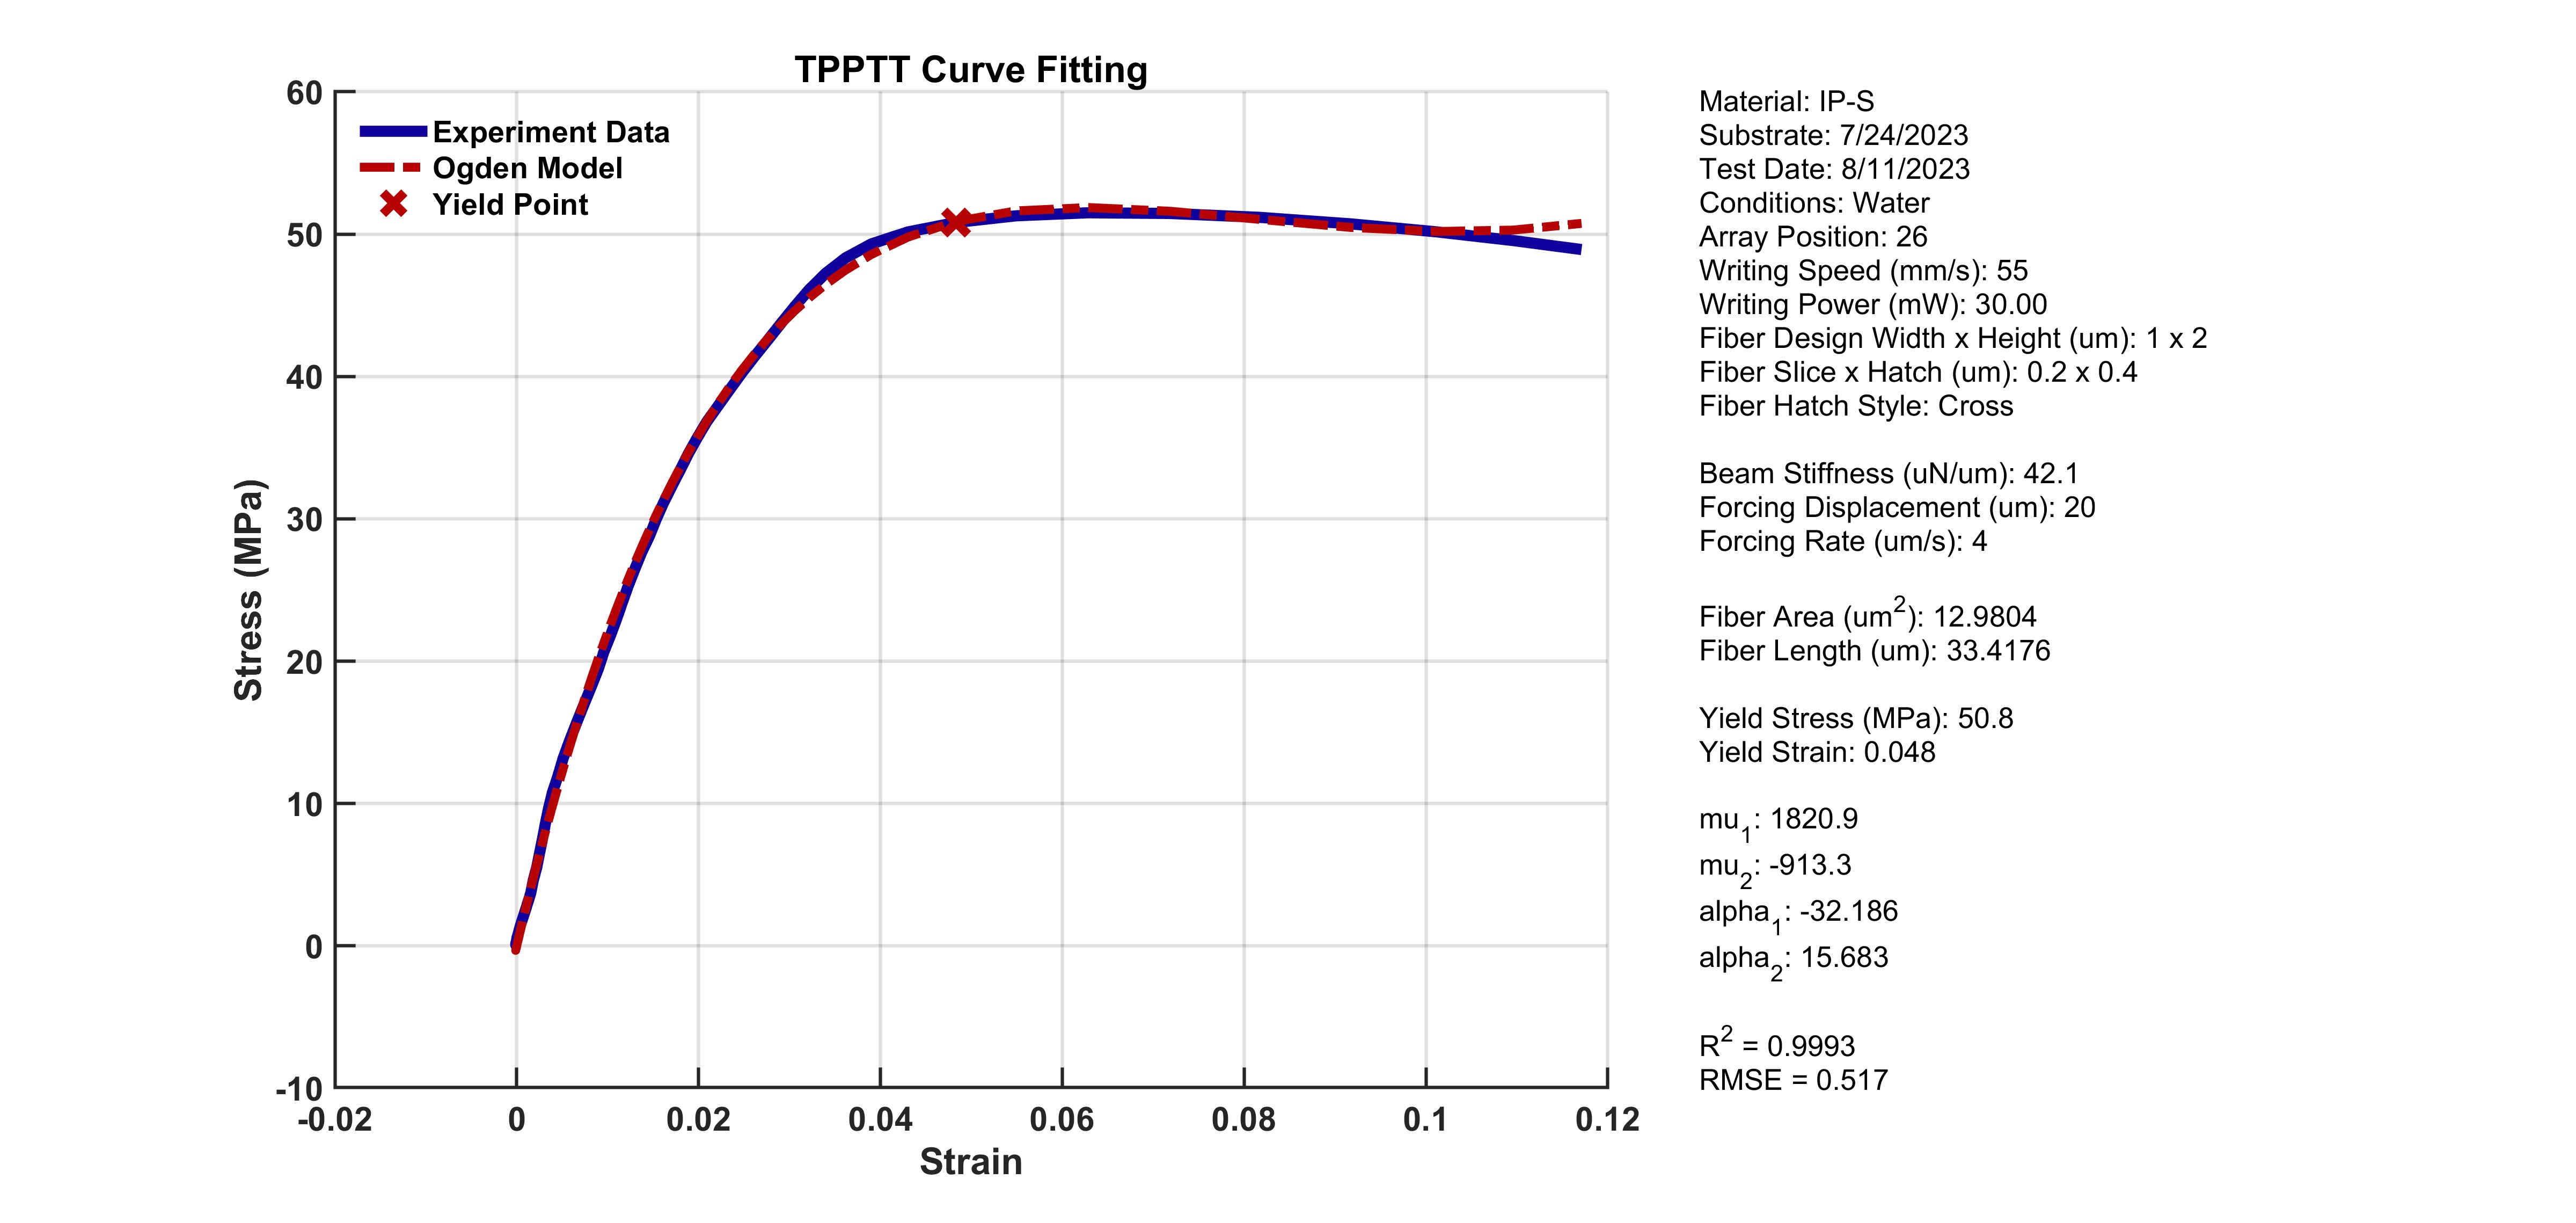 TPPTT Curve Fitting
60
50
40
30
20
10
0
-10
Stress (MPa)
Experiment Data
Ogden Model
Yield Point
-0.02 0 0.02 0.04 0.06 0.08 0.1 0.12
Strain
Material: IP-S
Substrate: 7/24/2023
Test Date: 8/11/2023
Conditions: Water
Array Position: 26
Writing Speed (mm/s): 55
Writing Power (mW): 30.00
Fiber Design Width x Height (um): 1 x 2
Fiber Slice x Hatch (um): 0.2 x 0.4
Fiber Hatch Style: Cross
Beam Stiffness (uN/um): 42.1
Forcing Displacement (um): 20
Forcing Rate (um/s): 4
Fiber Area (um²): 12.9804
Fiber Length (um): 33.4176
Yield Stress (MPa): 50.8
Yield Strain: 0.048
mu₁: 1820.9
mu₂: -913.3
alpha₁: -32.186
alpha₂: 15.683
R² = 0.9993
RMSE = 0.517